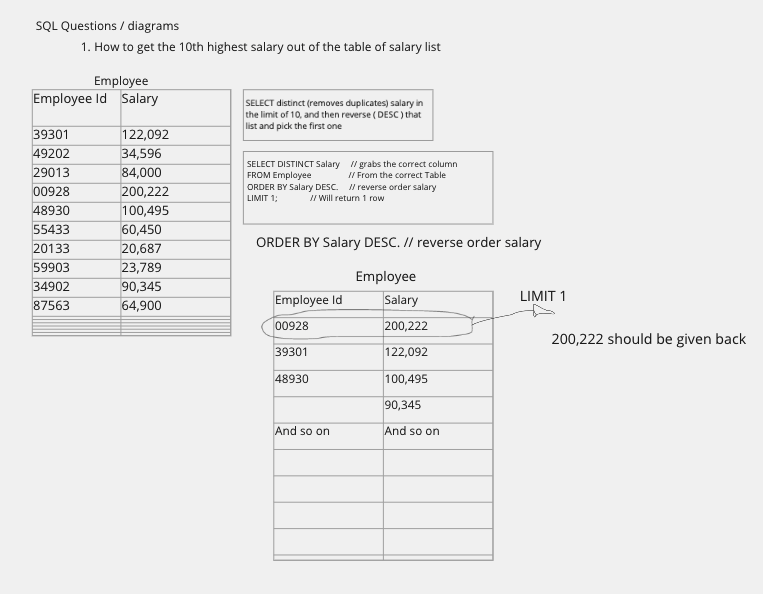 SQL Questions / diagrams
1. How to get the 10th highest salary out of the table of salary list
Employee
Employee Id Salary
39301 122,092
49202 34,596
29013 84,000
00928 200,222
48930 100,495
55433 60,450
20133 20,687
59903 23,789
34902 90,345
87563 64,900
SELECT distinct (removes duplicates) salary in
the limit of 10, and then reverse ( DESC ) that
list and pick the first one
SELECT DISTINCT Salary // grabs the correct column
FROM Employee // From the correct Table
ORDER BY Salary DESC. // reverse order salary
LIMIT 1; // Will return 1 row
ORDER BY Salary DESC. // reverse order salary
Employee
Employee Id Salary
00928 200,222
39301 122,092
48930 100,495
90,345
And so on And so on
LIMIT 1
200,222 should be given back